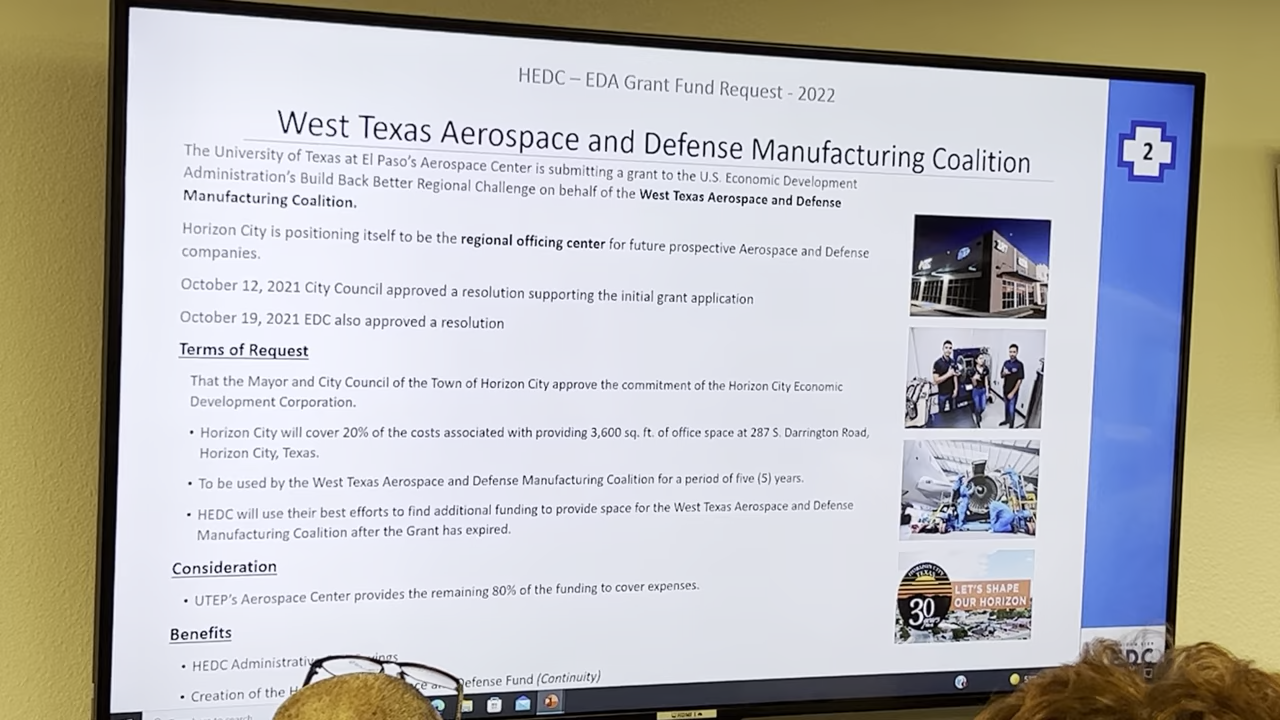 HEDC – EDA Grant Fund Request - 2022
West Texas Aerospace and Defense Manufacturing Coalition
2
The University of Texas at El Paso's Aerospace Center is submitting a grant to the U.S. Economic Development
Administration's Build Back Better Regional Challenge on behalf of the West Texas Aerospace and Defense
Manufacturing Coalition.
Horizon City is positioning itself to be the regional officing center for future prospective Aerospace and Defense
companies.
October 12, 2021 City Council approved a resolution supporting the initial grant application
October 19, 2021 EDC also approved a resolution
Terms of Request
That the Mayor and City Council of the Town of Horizon City approve the commitment of the Horizon City Economic
Development Corporation.
• Horizon City will cover 20% of the costs associated with providing 3,600 sq. ft. of office space at 287 S. Darrington Road,
Horizon City, Texas.
• To be used by the West Texas Aerospace and Defense Manufacturing Coalition for a period of five (5) years.
• HEDC will use their best efforts to find additional funding to provide space for the West Texas Aerospace and Defense
Manufacturing Coalition after the Grant has expired.
Consideration
• UTEP's Aerospace Center provides the remaining 80% of the funding to cover expenses.
Benefits
• HEDC
• Creation of the
Defense Fund (Continuity)
HORIZON CITY
TEXAS
30
LET'S SHAPE
OUR HORIZON